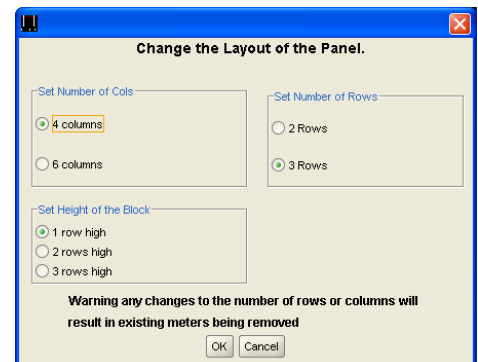 Change the Layout of the Panel.
Set Number of Cols
4 columns
6 columns
Set Number of Rows
2 Rows
3 Rows
Set Height of the Block
1 row high
2 rows high
3 rows high
Warning any changes to the number of rows or columns will
result in existing meters being removed
OK Cancel